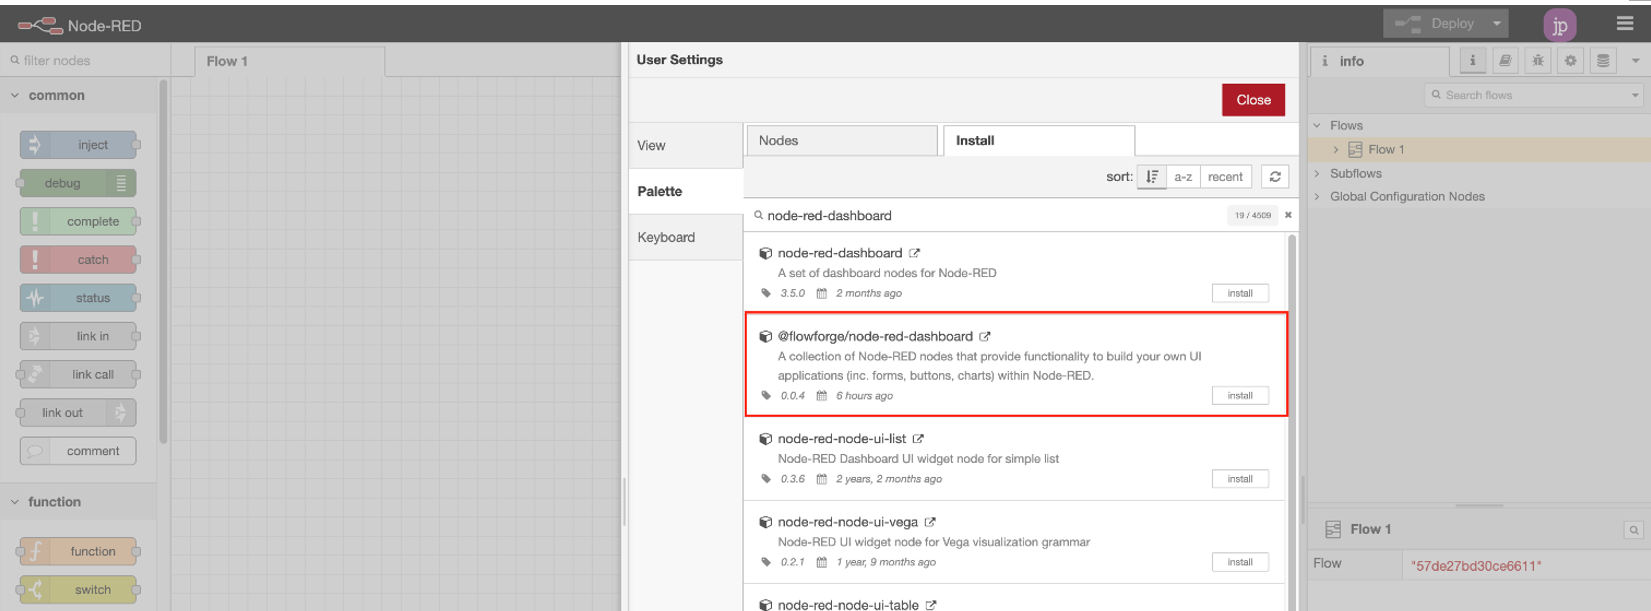 Node-RED
Deploy
jp
filter nodes
Flow 1
common
inject
debug
complete
catch
status
link in
link call
link out
comment
function
function
switch
User Settings
Close
View
Palette
Keyboard
Nodes
Install
sort:
a-z
recent
node-red-dashboard
19 / 4509
node-red-dashboard
A set of dashboard nodes for Node-RED
3.5.0 2 months ago
install
@flowforge/node-red-dashboard
A collection of Node-RED nodes that provide functionality to build your own UI
applications (inc. forms, buttons, charts) within Node-RED.
0.0.4 6 hours ago
install
node-red-node-ui-list
Node-RED Dashboard UI widget node for simple list
0.3.6 2 years, 2 months ago
install
node-red-node-ui-vega
Node-RED UI widget node for Vega visualization grammar
0.2.1 1 year, 9 months ago
install
node-red-node-ui-table
i info
i
Search flows
Flows
Flow 1
Subflows
Global Configuration Nodes
Flow 1
Flow "57de27bd30ce6611"